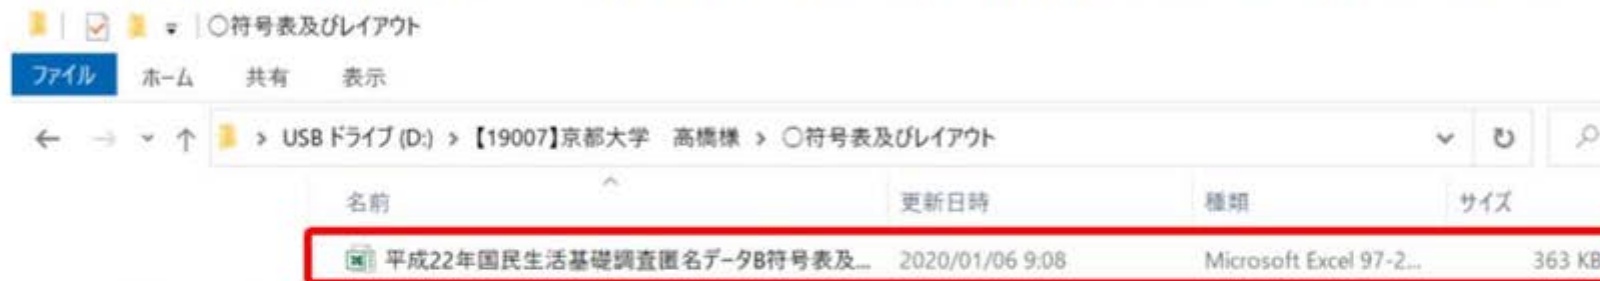 〇符号表及びレイアウト
ファイル ホーム 共有 表示
USB ドライブ (D:) > 【19007】京都大学　高橋様 > 〇符号表及びレイアウト
名前 更新日時 種類 サイズ
平成22年国民生活基礎調査匿名データB符号表及... 2020/01/06 9:08 Microsoft Excel 97-2... 363 KB